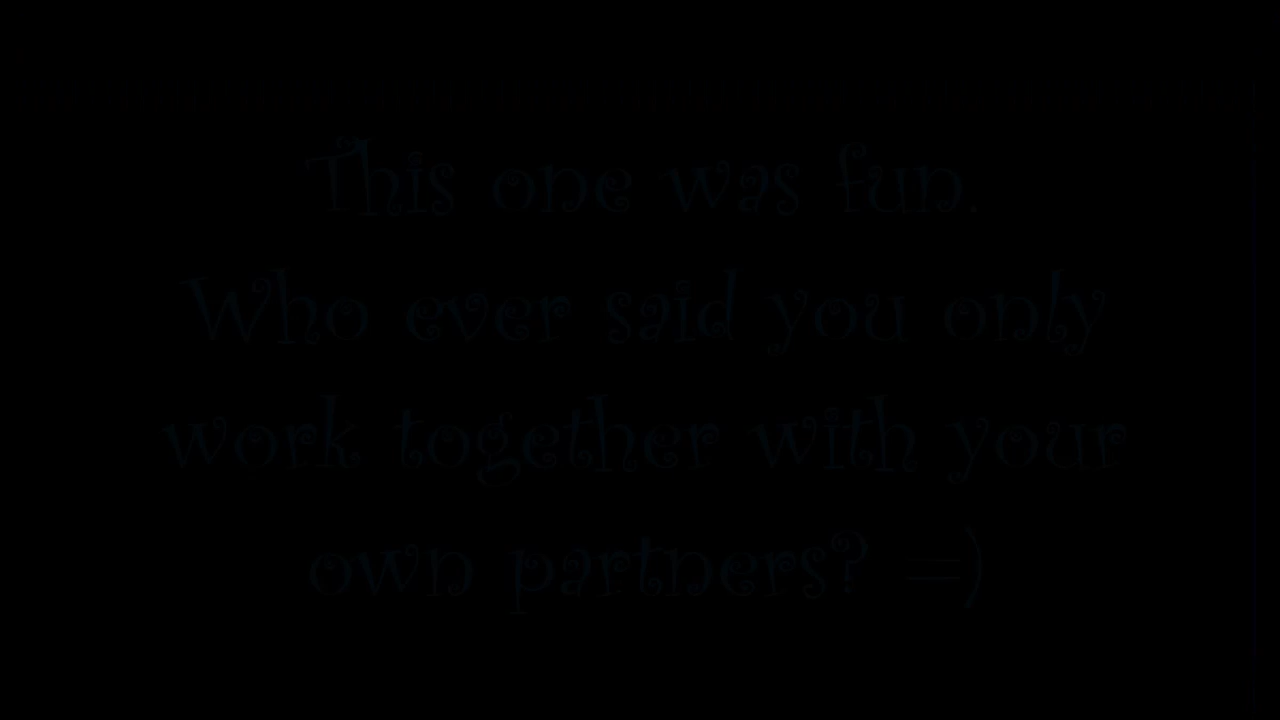 This one was fun.
Who ever said you only
work together with your
own partners? =)